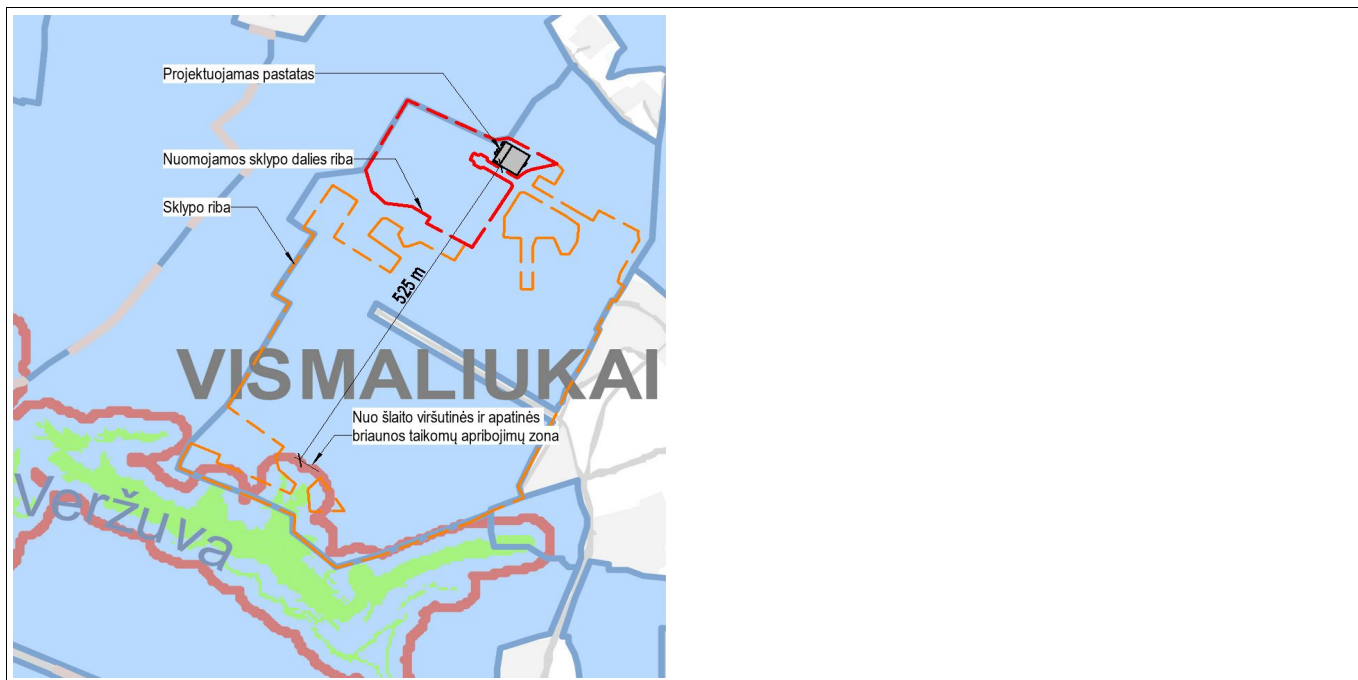 Projektuojamas pastatas
Nuomojamos sklypo dalies riba
Sklypo riba
525 m
VISMALIUKAI
Nuo šlaito viršutinės ir apatinės
briaunos taikomų apribojimų zona
Veržuva